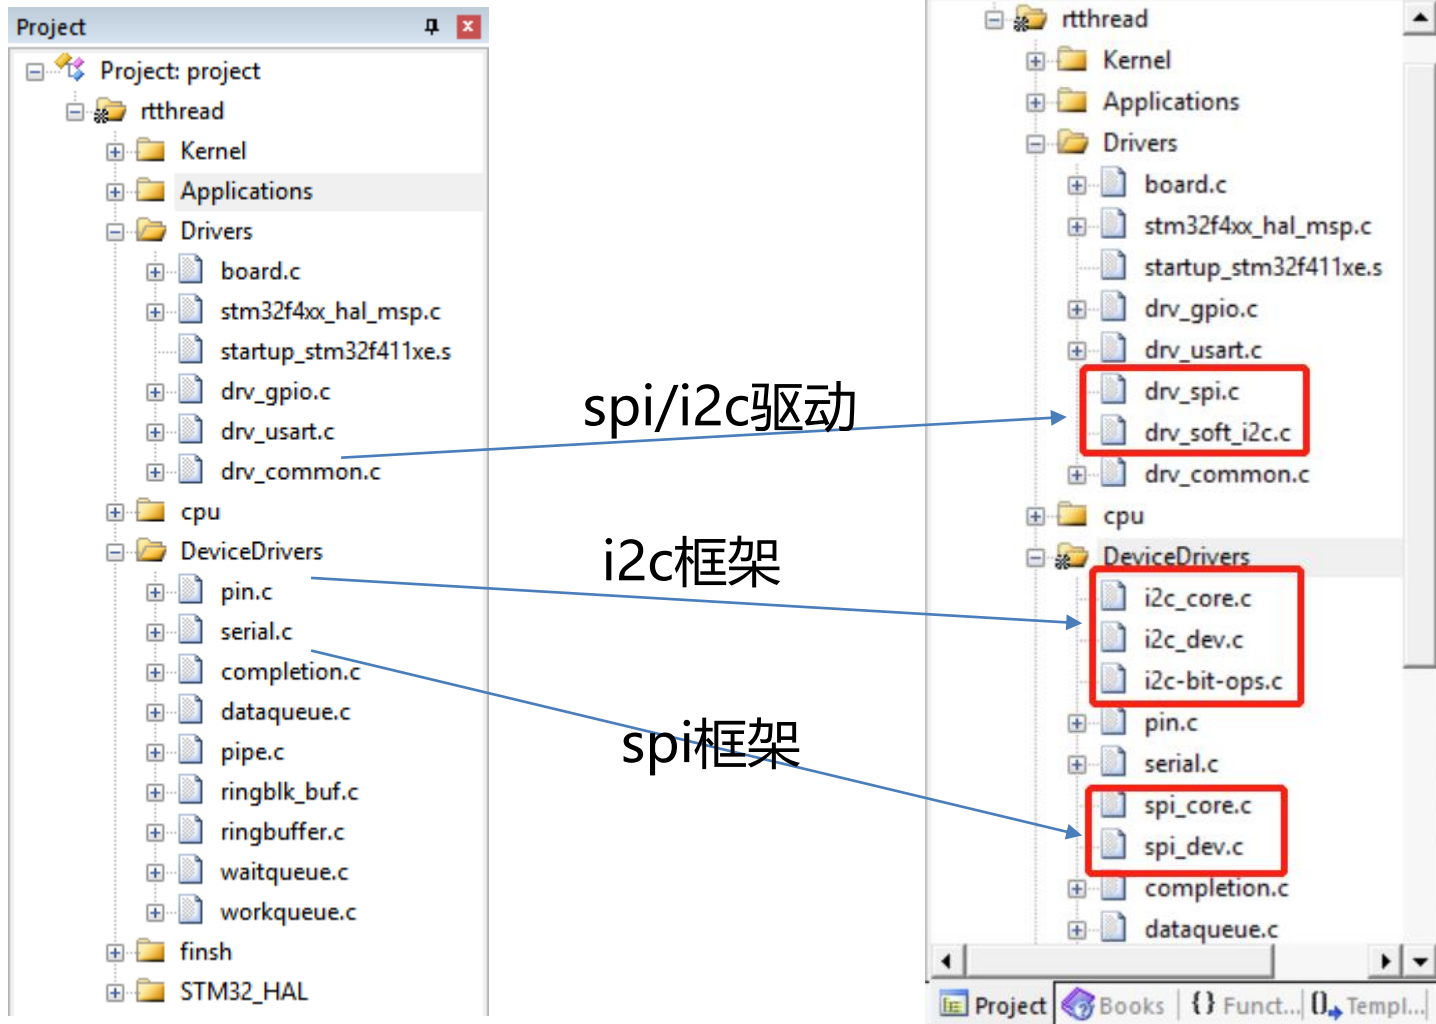 Project
Project: project
rtthread
Kernel
Applications
Drivers
board.c
stm32f4xx_hal_msp.c
startup_stm32f411xe.s
drv_gpio.c
drv_usart.c
drv_common.c
cpu
DeviceDrivers
pin.c
serial.c
completion.c
dataqueue.c
pipe.c
ringblk_buf.c
ringbuffer.c
waitqueue.c
workqueue.c
finsh
STM32_HAL
spi/i2c驱动
i2c框架
spi框架
rtthread
Kernel
Applications
Drivers
board.c
stm32f4xx_hal_msp.c
startup_stm32f411xe.s
drv_gpio.c
drv_usart.c
drv_spi.c
drv_soft_i2c.c
drv_common.c
cpu
DeviceDrivers
i2c_core.c
i2c_dev.c
i2c-bit-ops.c
pin.c
serial.c
spi_core.c
spi_dev.c
completion.c
dataqueue.c
Project Books {} Funct... Templ...